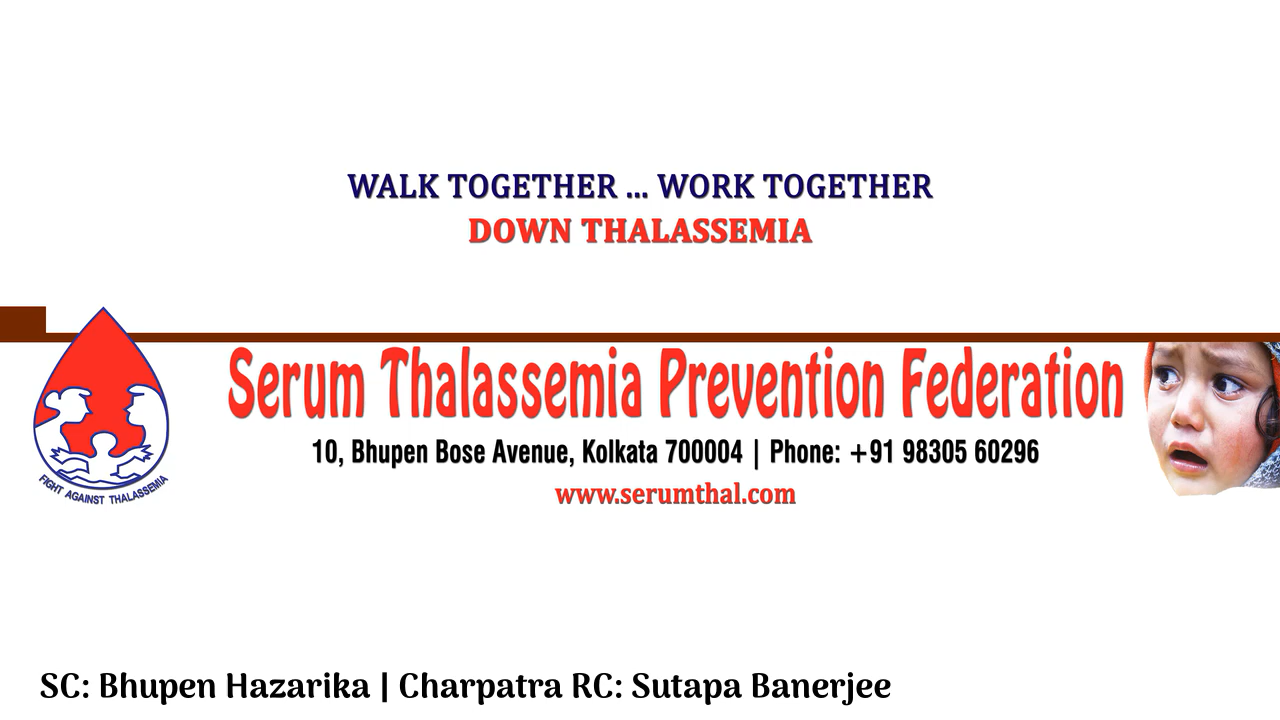 WALK TOGETHER ... WORK TOGETHER
DOWN THALASSEMIA
Serum Thalassemia Prevention Federation
10, Bhupen Bose Avenue, Kolkata 700004 | Phone: +91 98305 60296
www.serumthal.com
FIGHT AGAINST THALASSEMIA
SC: Bhupen Hazarika | Charpatra RC: Sutapa Banerjee